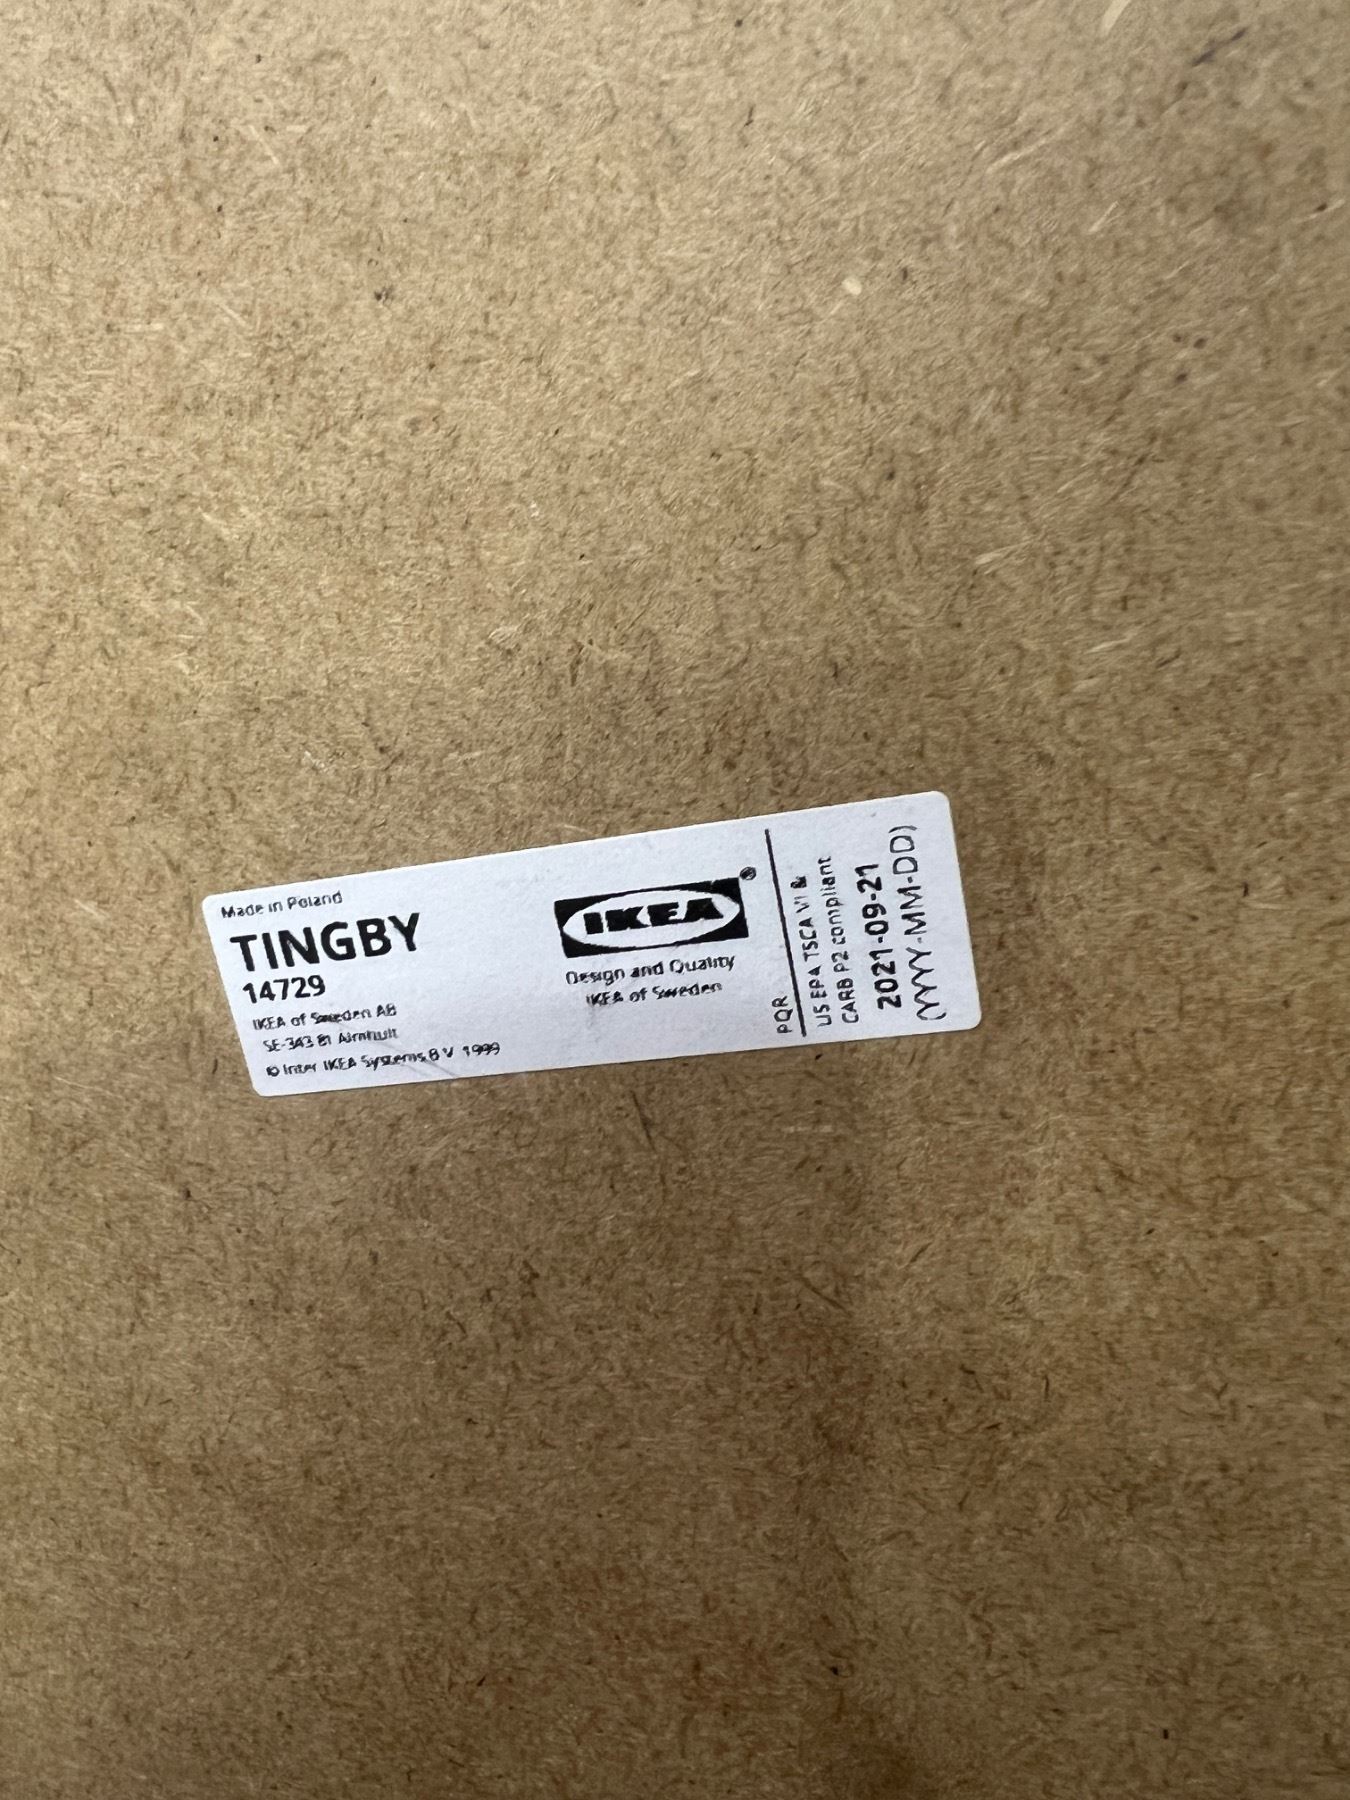 Made in Poland
TINGBY
14729
IKEA of Sweden AB
SE-343 81 Älmhult
© Inter IKEA Systems B V 1999
IKEA®
Design and Quality
IKEA of Sweden
PQR
US EPA TSCA VI &
CARB P2 compliant
2021-09-21
(YYYY-MM-DD)